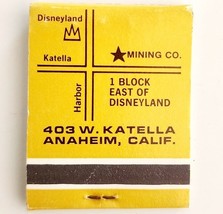 Disneyland
★ MINING CO.
Katella
Harbor
1 BLOCK
EAST OF
DISNEYLAND
403 W. KATELLA
ANAHEIM, CALIF.